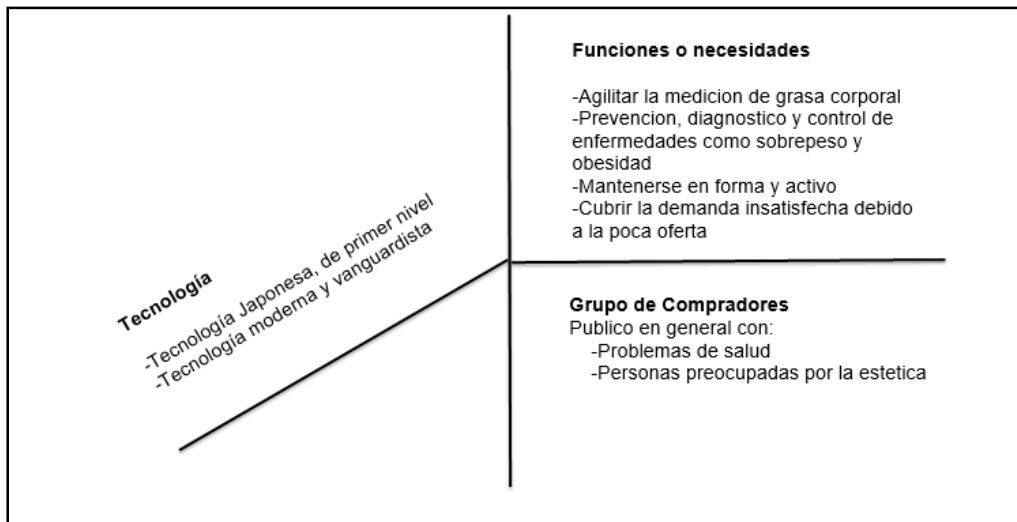 Funciones o necesidades
-Agilitar la medicion de grasa corporal
-Prevencion, diagnostico y control de
enfermedades como sobrepeso y
obesidad
-Mantenerse en forma y activo
-Cubrir la demanda insatisfecha debido
a la poca oferta
Tecnología
-Tecnología Japonesa, de primer nivel
-Tecnología moderna y vanguardista
Grupo de Compradores
Publico en general con:
-Problemas de salud
-Personas preocupadas por la estetica